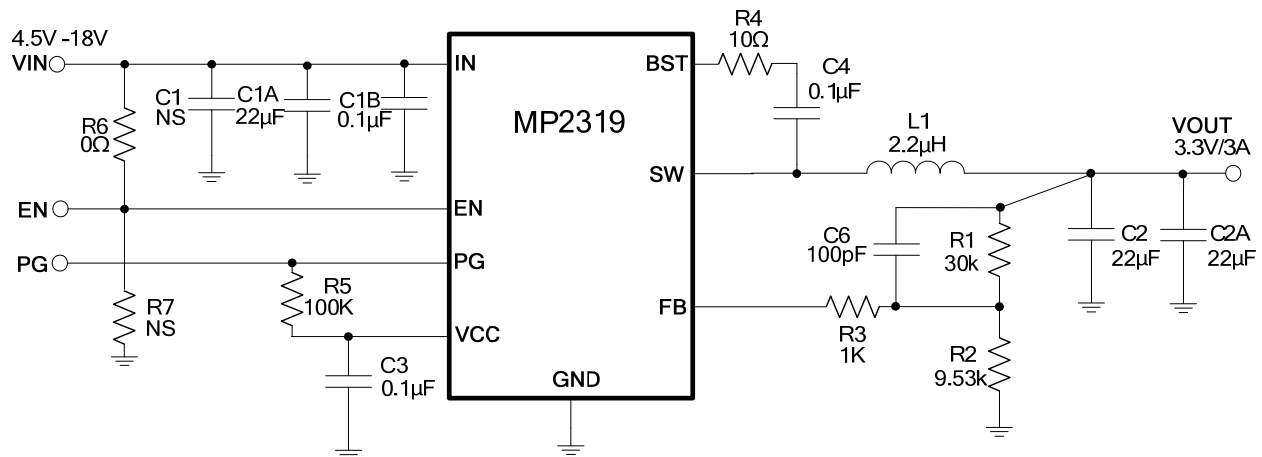 4.5V -18V
VIN
R6
0Ω
C1
NS
C1A
22µF
C1B
0.1µF
IN
EN
EN
PG
PG
R7
NS
R5
100K
VCC
C3
0.1µF
MP2319
GND
BST
SW
FB
R4
10Ω
C4
0.1µF
L1
2.2µH
VOUT
3.3V/3A
C6
100pF
R1
30k
R3
1K
R2
9.53k
C2
22µF
C2A
22µF